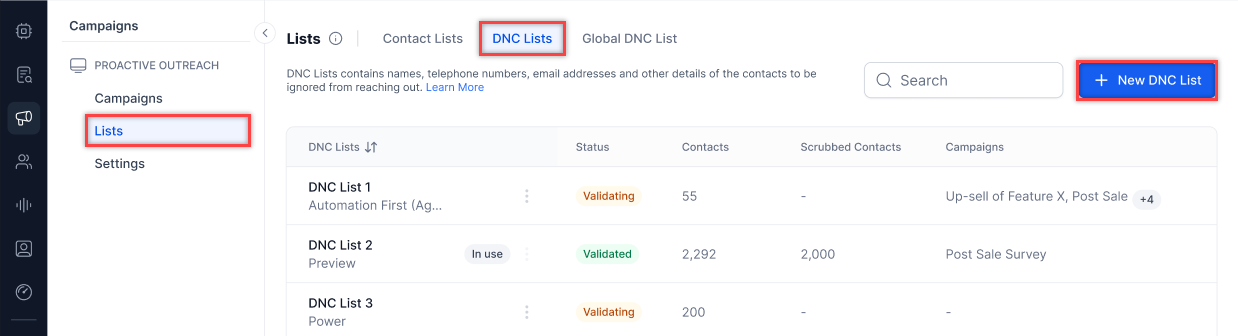 Campaigns
PROACTIVE OUTREACH
Campaigns
Lists
Settings
Lists Contact Lists DNC Lists Global DNC List
DNC Lists contains names, telephone numbers, email addresses and other details of the contacts to be
ignored from reaching out. Learn More
Search
+ New DNC List
DNC Lists Status Contacts Scrubbed Contacts Campaigns
DNC List 1
Automation First (Ag...
Validating 55 - Up-sell of Feature X, Post Sale +4
DNC List 2
Preview
In use Validated 2,292 2,000 Post Sale Survey
DNC List 3
Power
Validating 200 - -